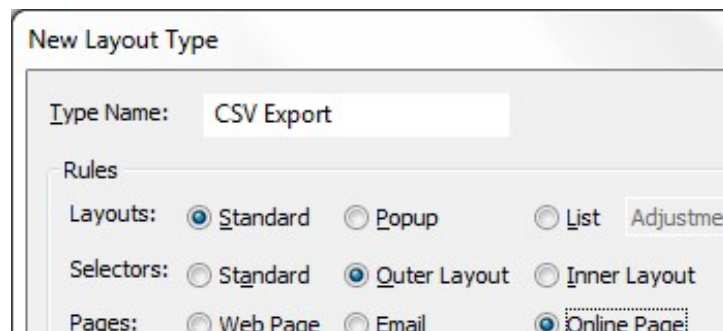 New Layout Type
Type Name: CSV Export
Rules
Layouts: Standard Popup List
Selectors: Standard Outer Layout Inner Layout
Pages: Web Page Email Online Page